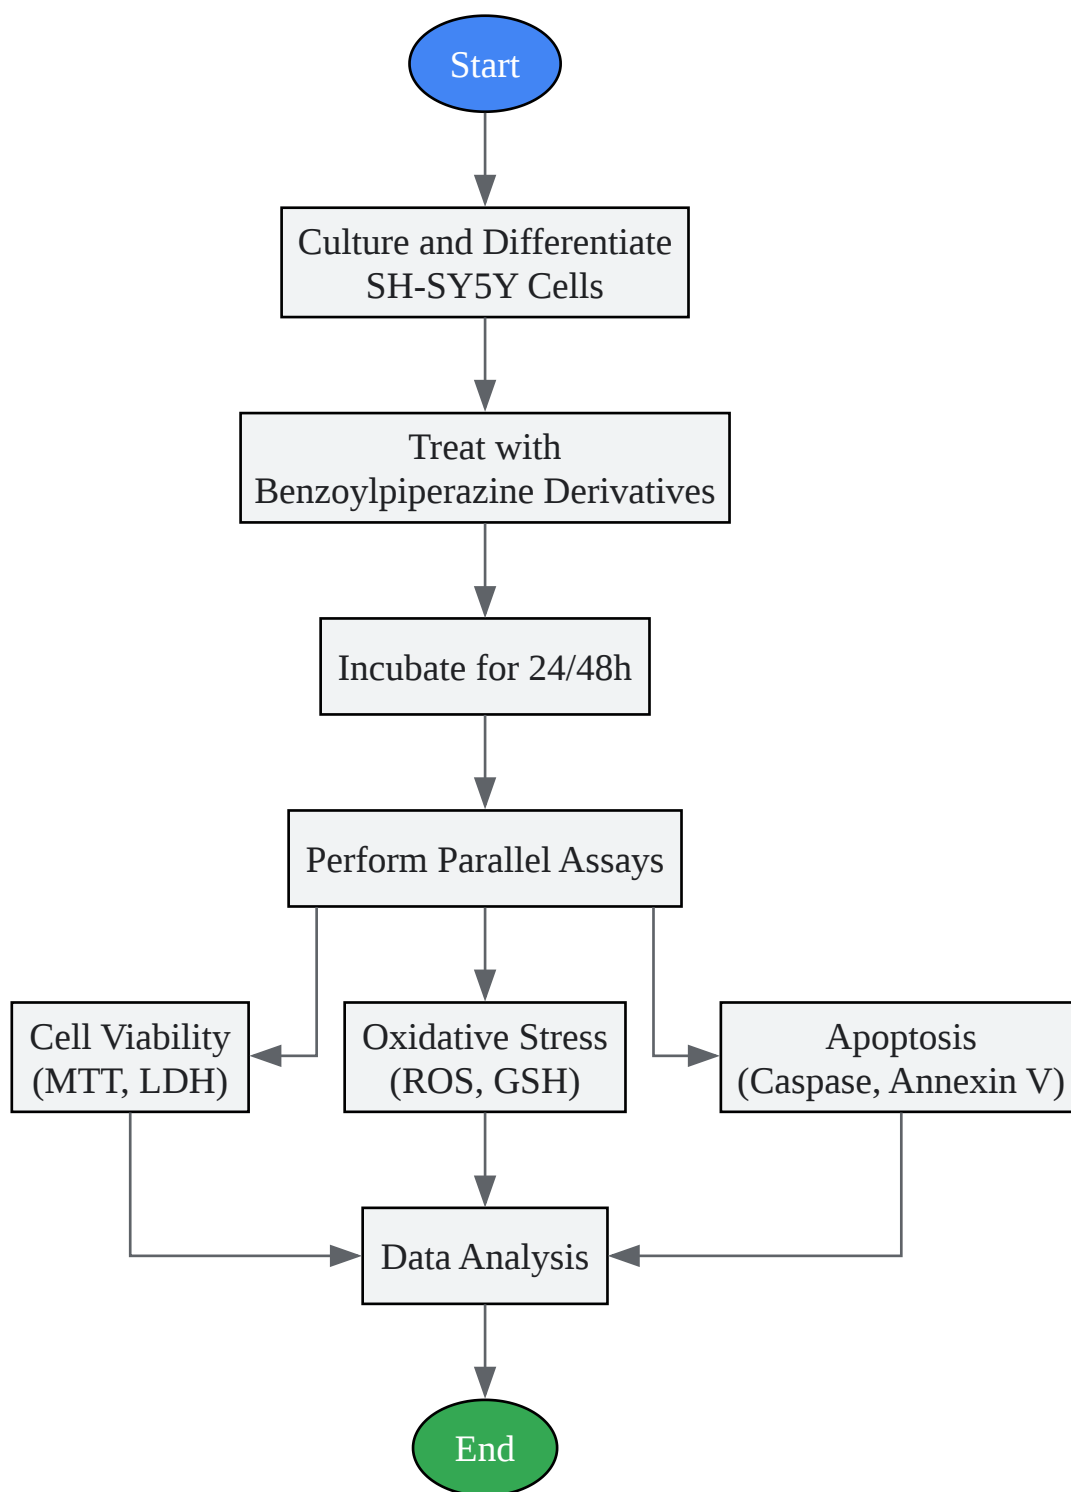 Start
Culture and Differentiate
SH-SY5Y Cells
Treat with
Benzoylpiperazine Derivatives
Incubate for 24/48h
Perform Parallel Assays
Cell Viability
(MTT, LDH)
Oxidative Stress
(ROS, GSH)
Apoptosis
(Caspase, Annexin V)
Data Analysis
End